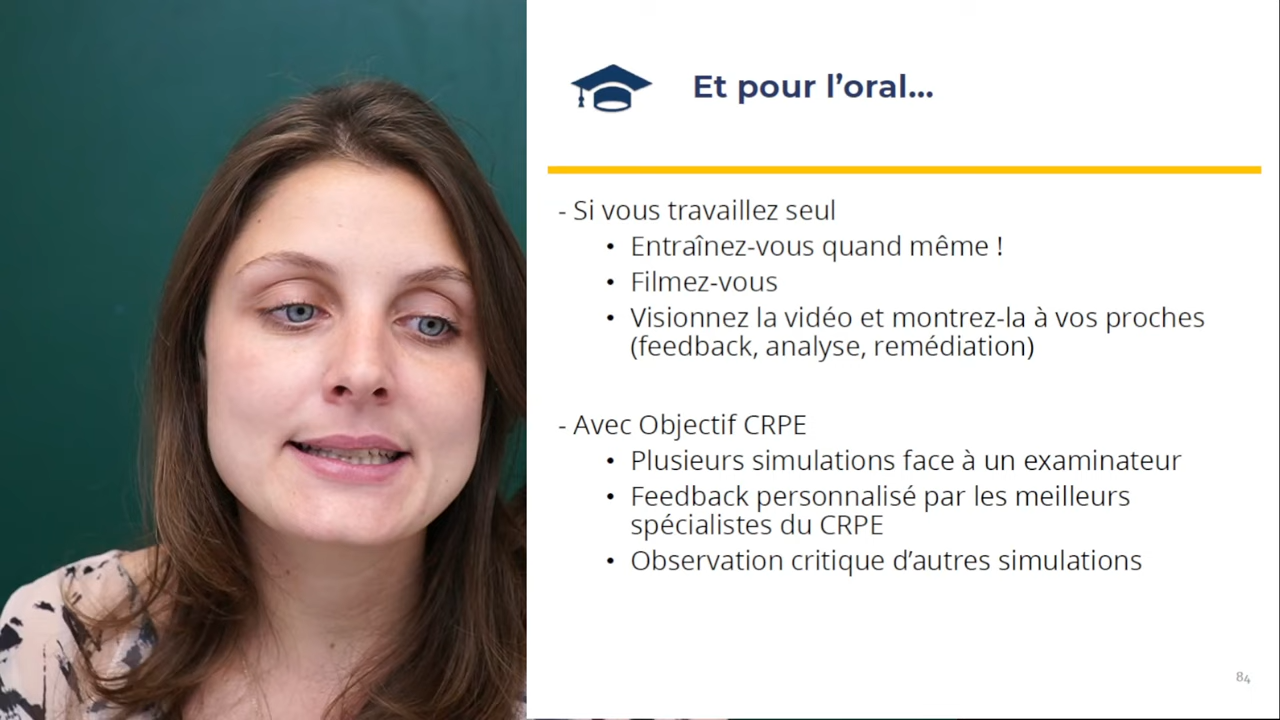 Et pour l’oral...
- Si vous travaillez seul
• Entraînez-vous quand même !
• Filmez-vous
• Visionnez la vidéo et montrez-la à vos proches
(feedback, analyse, remédiation)
- Avec Objectif CRPE
• Plusieurs simulations face à un examinateur
• Feedback personnalisé par les meilleurs
spécialistes du CRPE
• Observation critique d’autres simulations
84